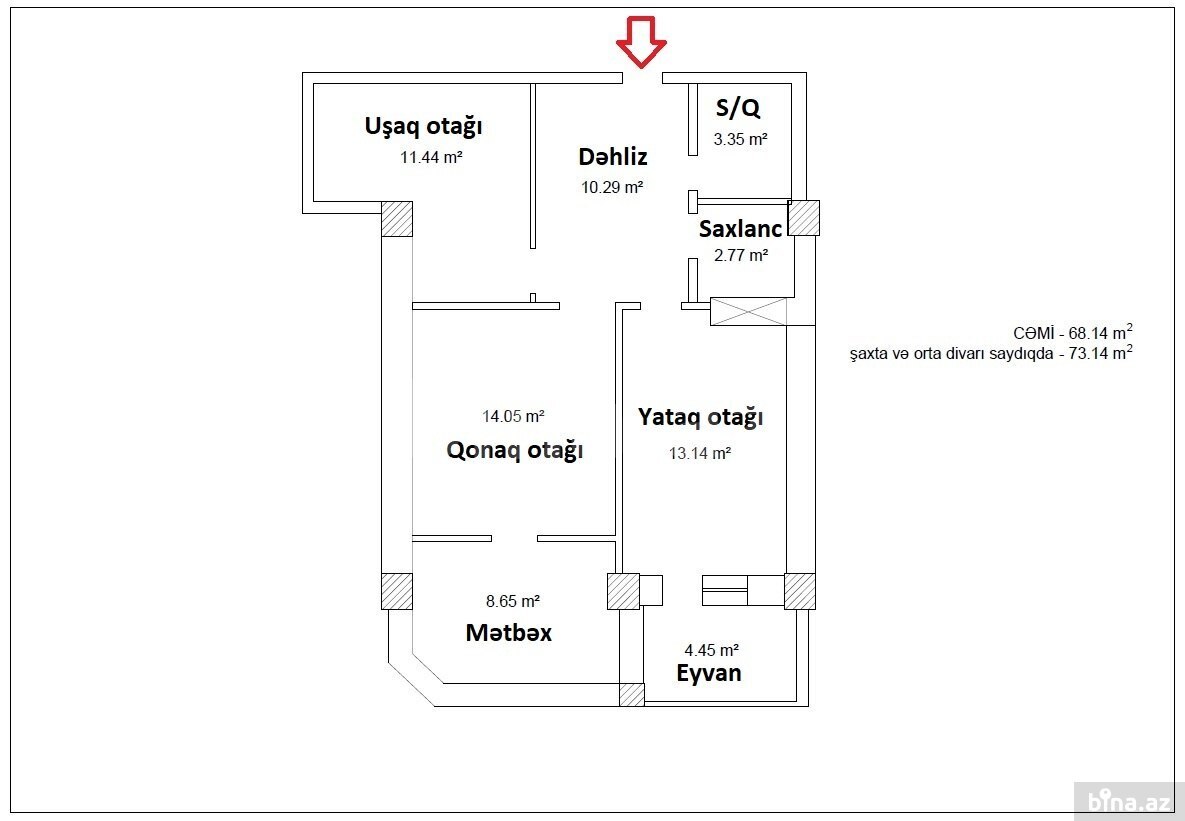 S/Q
3.35 m²
Uşaq otağı
11.44 m²
Dəhliz
10.29 m²
Saxlanc
2.77 m²
CƏMİ - 68.14 m²
şaxta və orta divarı saydıqda - 73.14 m²
14.05 m²
Qonaq otağı
Yataq otağı
13.14 m²
8.65 m²
Mətbəx
4.45 m²
Eyvan
bina.az